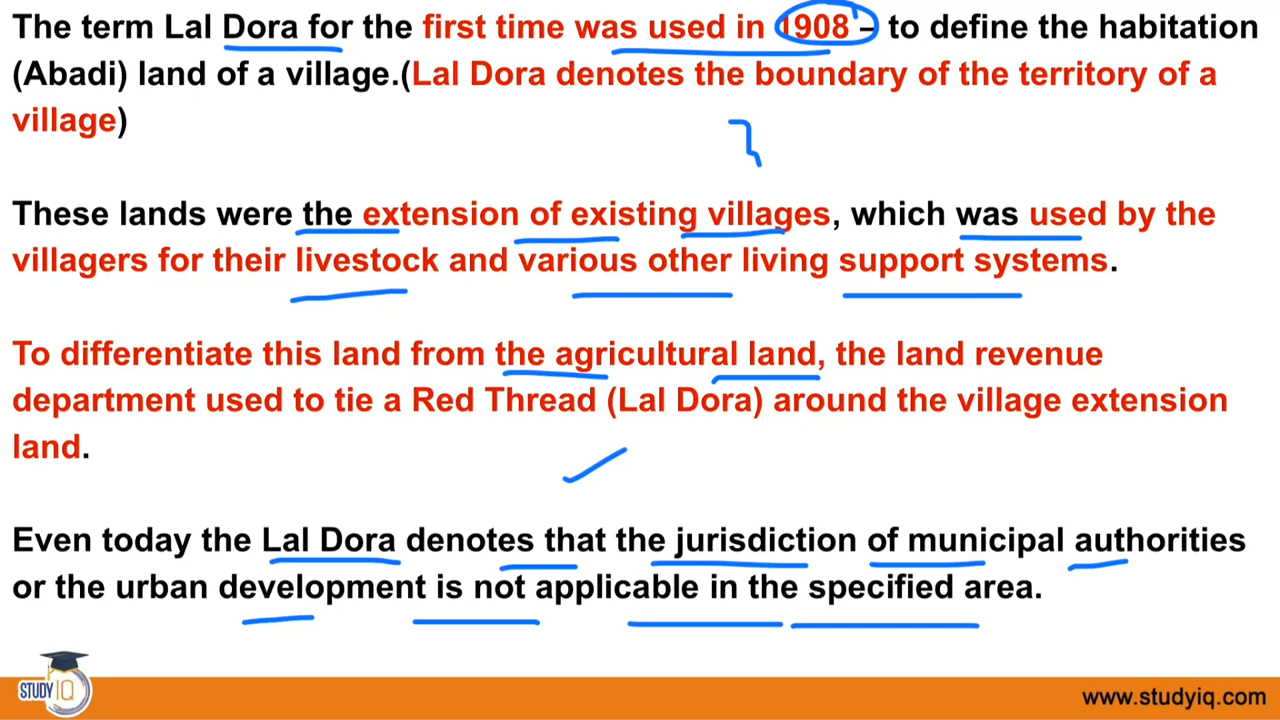 The term Lal Dora for the first time was used in 1908 – to define the habitation
(Abadi) land of a village.(Lal Dora denotes the boundary of the territory of a
village)
These lands were the extension of existing villages, which was used by the
villagers for their livestock and various other living support systems.
To differentiate this land from the agricultural land, the land revenue
department used to tie a Red Thread (Lal Dora) around the village extension
land.
Even today the Lal Dora denotes that the jurisdiction of municipal authorities
or the urban development is not applicable in the specified area.
STUDY IQ
www.studyiq.com